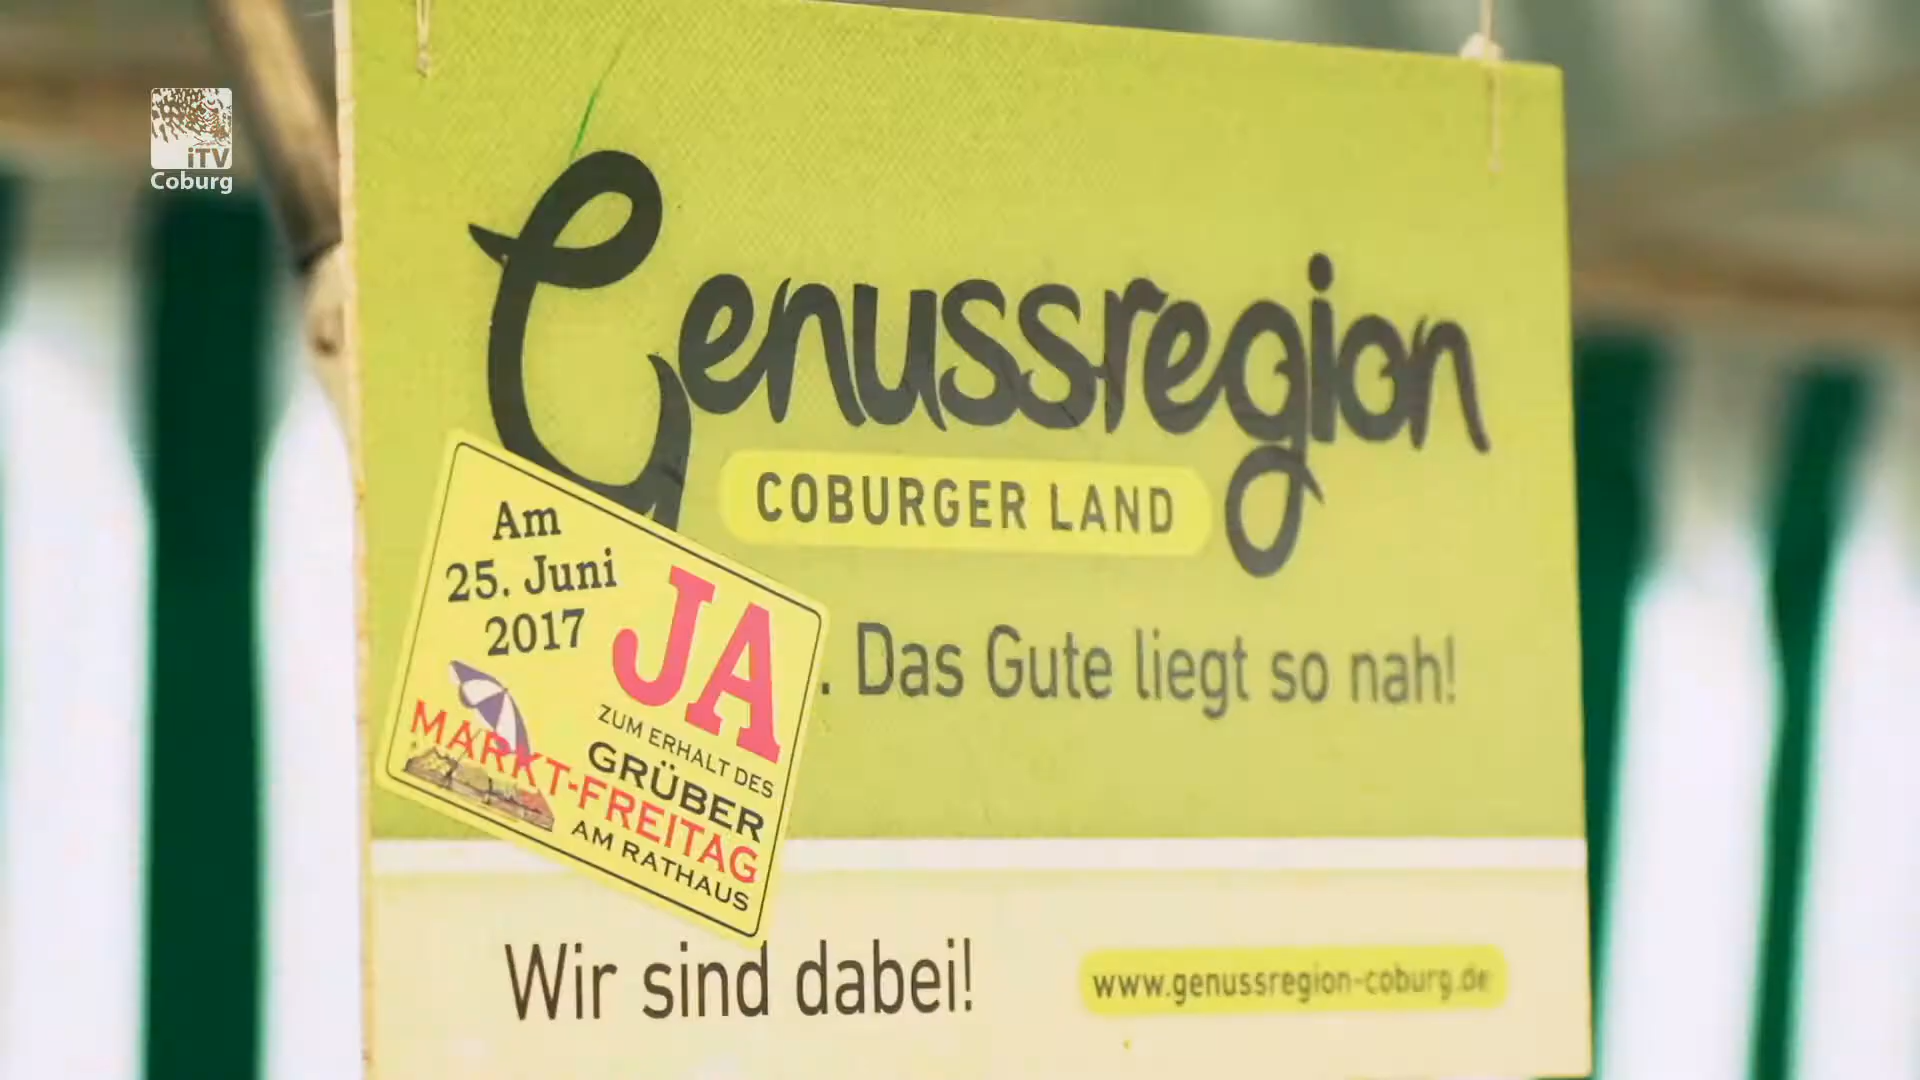 iTV
Coburg
Genussregion
COBURGER LAND
. Das Gute liegt so nah!
Am
25. Juni
2017
JA
ZUM ERHALT DES
GRÜBER
MARKT-FREITAG
AM RATHAUS
Wir sind dabei!
www.genussregion-coburg.de